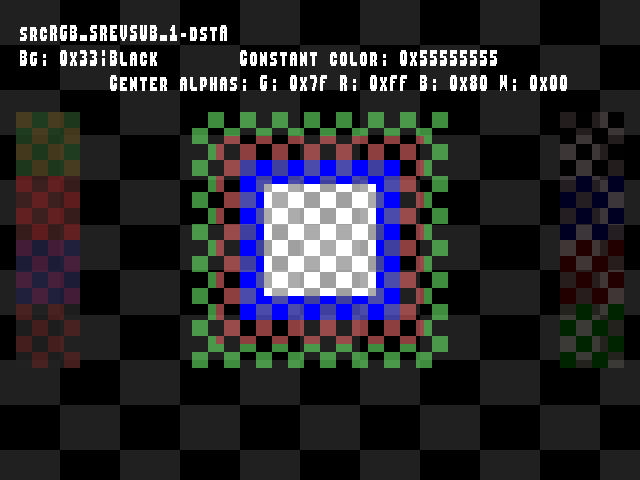 srcRGB_SREVSUB_1-dstA
Bg: 0x33:Black Constant color: 0x55555555
Center alphas: G: 0x7f R: 0xff B: 0x80 W: 0x00